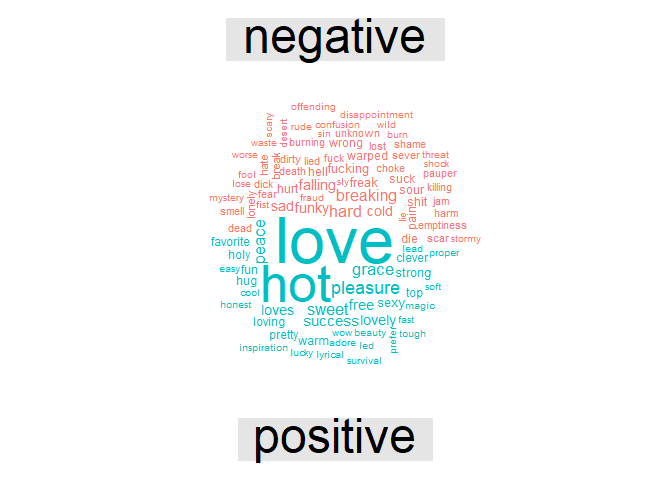 negative
offending
scary disappointment
desert rude confusion wild
sin unknown burn
waste burning wrong lost shame
worse hate break dirty lied fuck warped sever threat
fool death hell fucking choke shock
lose dick fear hurt falling sly freak suck pauper
mystery lonely fist fraud breaking sour killing
smell sad funky hard cold lie pain shit jam harm
dead emptiness
favorite peace love die scar stormy
holy lead clever proper
easy fun hot grace strong
hug pleasure soft
cool sweet free sexy top magic
honest loves
loving success lovely fast
pretty wow beauty prefer tough
inspiration warm adore led
lucky lyrical survival
positive